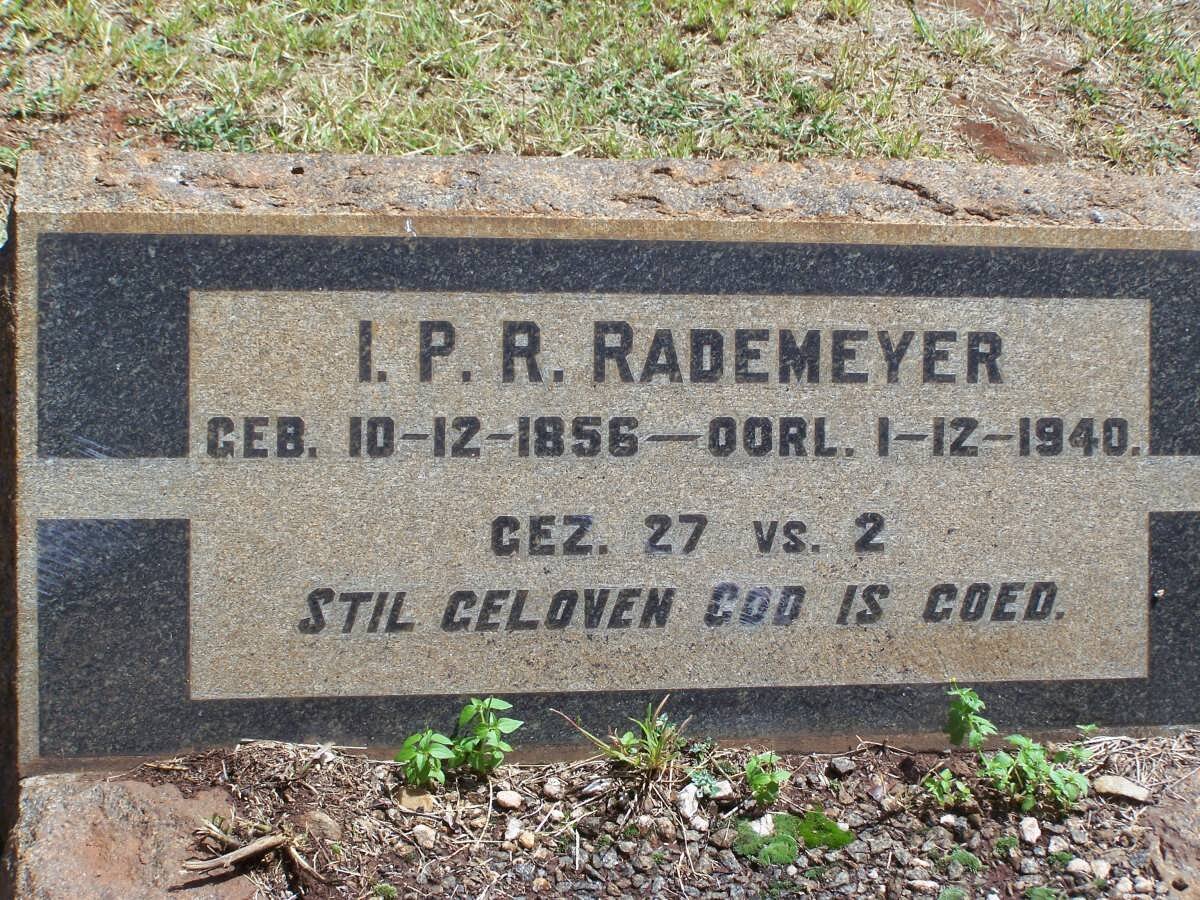 I. P. R. RADEMEYER
GEB. 10-12-1856—OORL. 1-12-1940.
GEZ. 27 VS. 2
STIL GELOVEN GOD IS GOED.